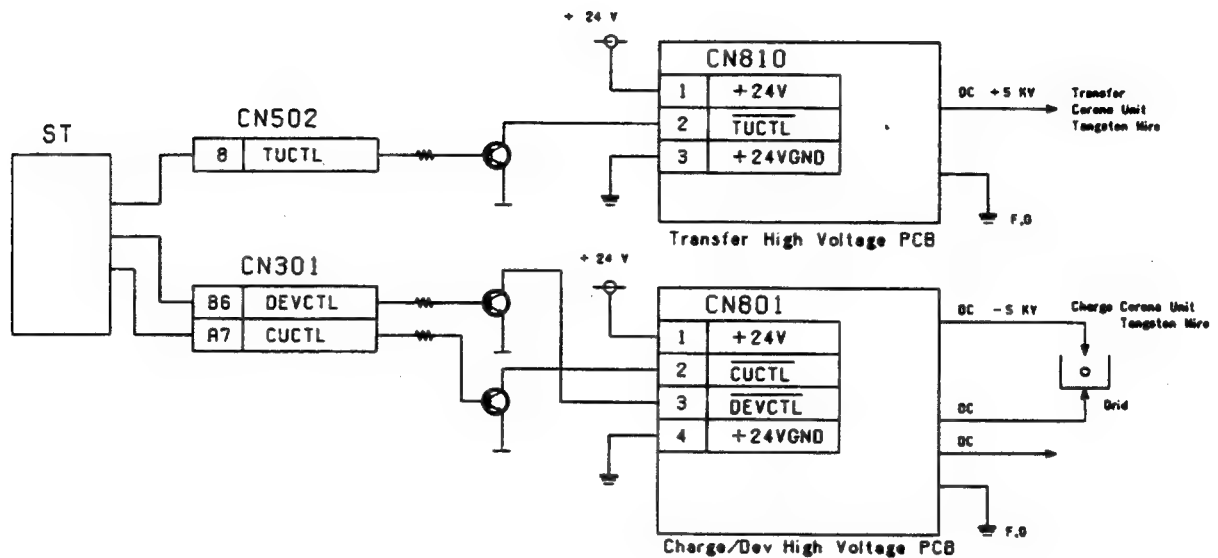 + 24 V
CN810
1 +24V
2 TUCTL
3 +24VGND
DC +5 KV
Transfer
Corona Unit
Tungsten Wire
F.G
Transfer High Voltage PCB
ST
CN502
8 TUCTL
CN301
B6 DEVCTL
A7 CUCTL
+ 24 V
CN801
1 +24V
2 CUCTL
3 DEVCTL
4 +24VGND
DC -5 KV
Charge Corona Unit
Tungsten Wire
Grid
DC
DC
F.G
Charge/Dev High Voltage PCB